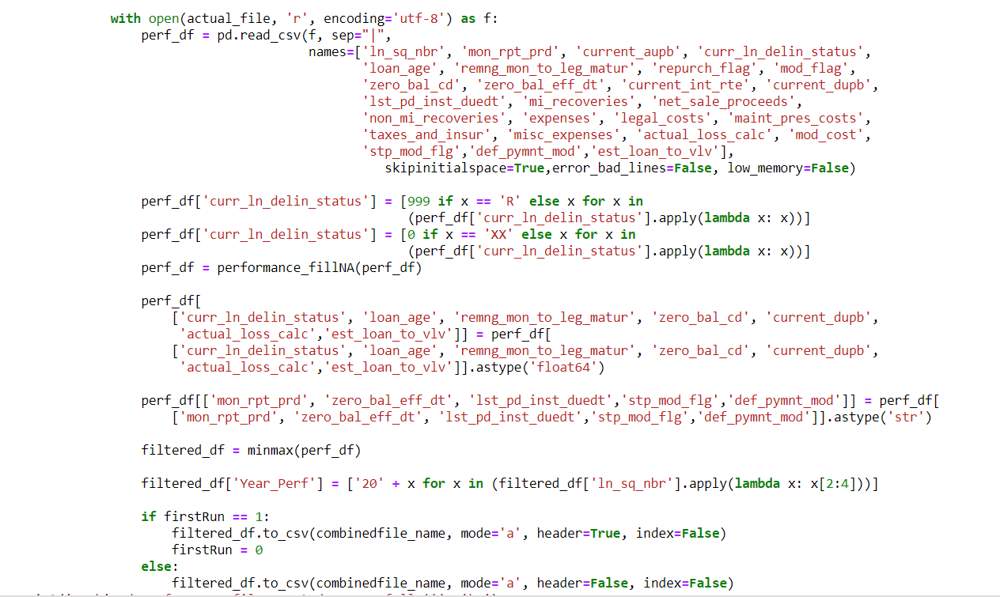 with open(actual_file, 'r', encoding='utf-8') as f:
perf_df = pd.read_csv(f, sep="|",
names=['ln_sq_nbr', 'mon_rpt_prd', 'current_aupb', 'curr_ln_delin_status',
'loan_age', 'remng_mon_to_leg_matur', 'repurch_flag', 'mod_flag',
'zero_bal_cd', 'zero_bal_eff_dt', 'current_int_rte', 'current_dupb',
'lst_pd_inst_duedt', 'mi_recoveries', 'net_sale_proceeds',
'non_mi_recoveries', 'expenses', 'legal_costs', 'maint_pres_costs',
'taxes_and_insur', 'misc_expenses', 'actual_loss_calc', 'mod_cost',
'stp_mod_flg','def_pymnt_mod','est_loan_to_vlv'],
skipinitialspace=True,error_bad_lines=False, low_memory=False)
perf_df['curr_ln_delin_status'] = [999 if x == 'R' else x for x in
(perf_df['curr_ln_delin_status'].apply(lambda x: x))]
perf_df['curr_ln_delin_status'] = [0 if x == 'XX' else x for x in
(perf_df['curr_ln_delin_status'].apply(lambda x: x))]
perf_df = performance_fillNA(perf_df)
perf_df[
['curr_ln_delin_status', 'loan_age', 'remng_mon_to_leg_matur', 'zero_bal_cd', 'current_dupb',
'actual_loss_calc','est_loan_to_vlv']] = perf_df[
['curr_ln_delin_status', 'loan_age', 'remng_mon_to_leg_matur', 'zero_bal_cd', 'current_dupb',
'actual_loss_calc','est_loan_to_vlv']].astype('float64')
perf_df[['mon_rpt_prd', 'zero_bal_eff_dt', 'lst_pd_inst_duedt','stp_mod_flg','def_pymnt_mod']] = perf_df[
['mon_rpt_prd', 'zero_bal_eff_dt', 'lst_pd_inst_duedt','stp_mod_flg','def_pymnt_mod']].astype('str')
filtered_df = minmax(perf_df)
filtered_df['Year_Perf'] = ['20' + x for x in (filtered_df['ln_sq_nbr'].apply(lambda x: x[2:4]))]
if firstRun == 1:
filtered_df.to_csv(combinedfile_name, mode='a', header=True, index=False)
firstRun = 0
else:
filtered_df.to_csv(combinedfile_name, mode='a', header=False, index=False)